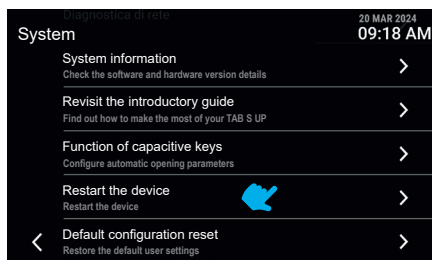 Diagnostica di rete
20 MAR 2024
System
09:18 AM
System information
Check the software and hardware version details
Revisit the introductory guide
Find out how to make the most of your TAB S UP
Function of capacitive keys
Configure automatic opening parameters
Restart the device
Restart the device
Default configuration reset
Restore the default user settings